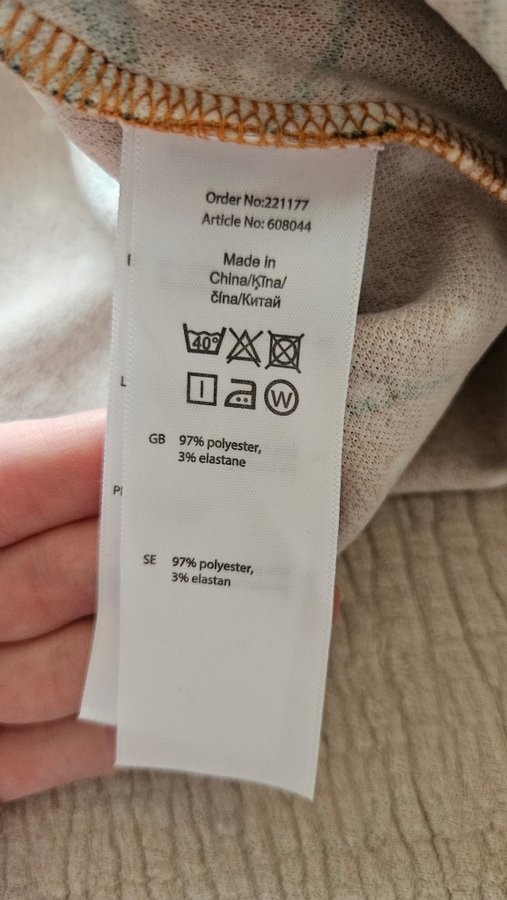 Order No:221177
Article No: 608044
Made in
China/Ķīna/
čína/Китай
40°
W
GB 97% polyester,
3% elastane
SE 97% polyester,
3% elastan